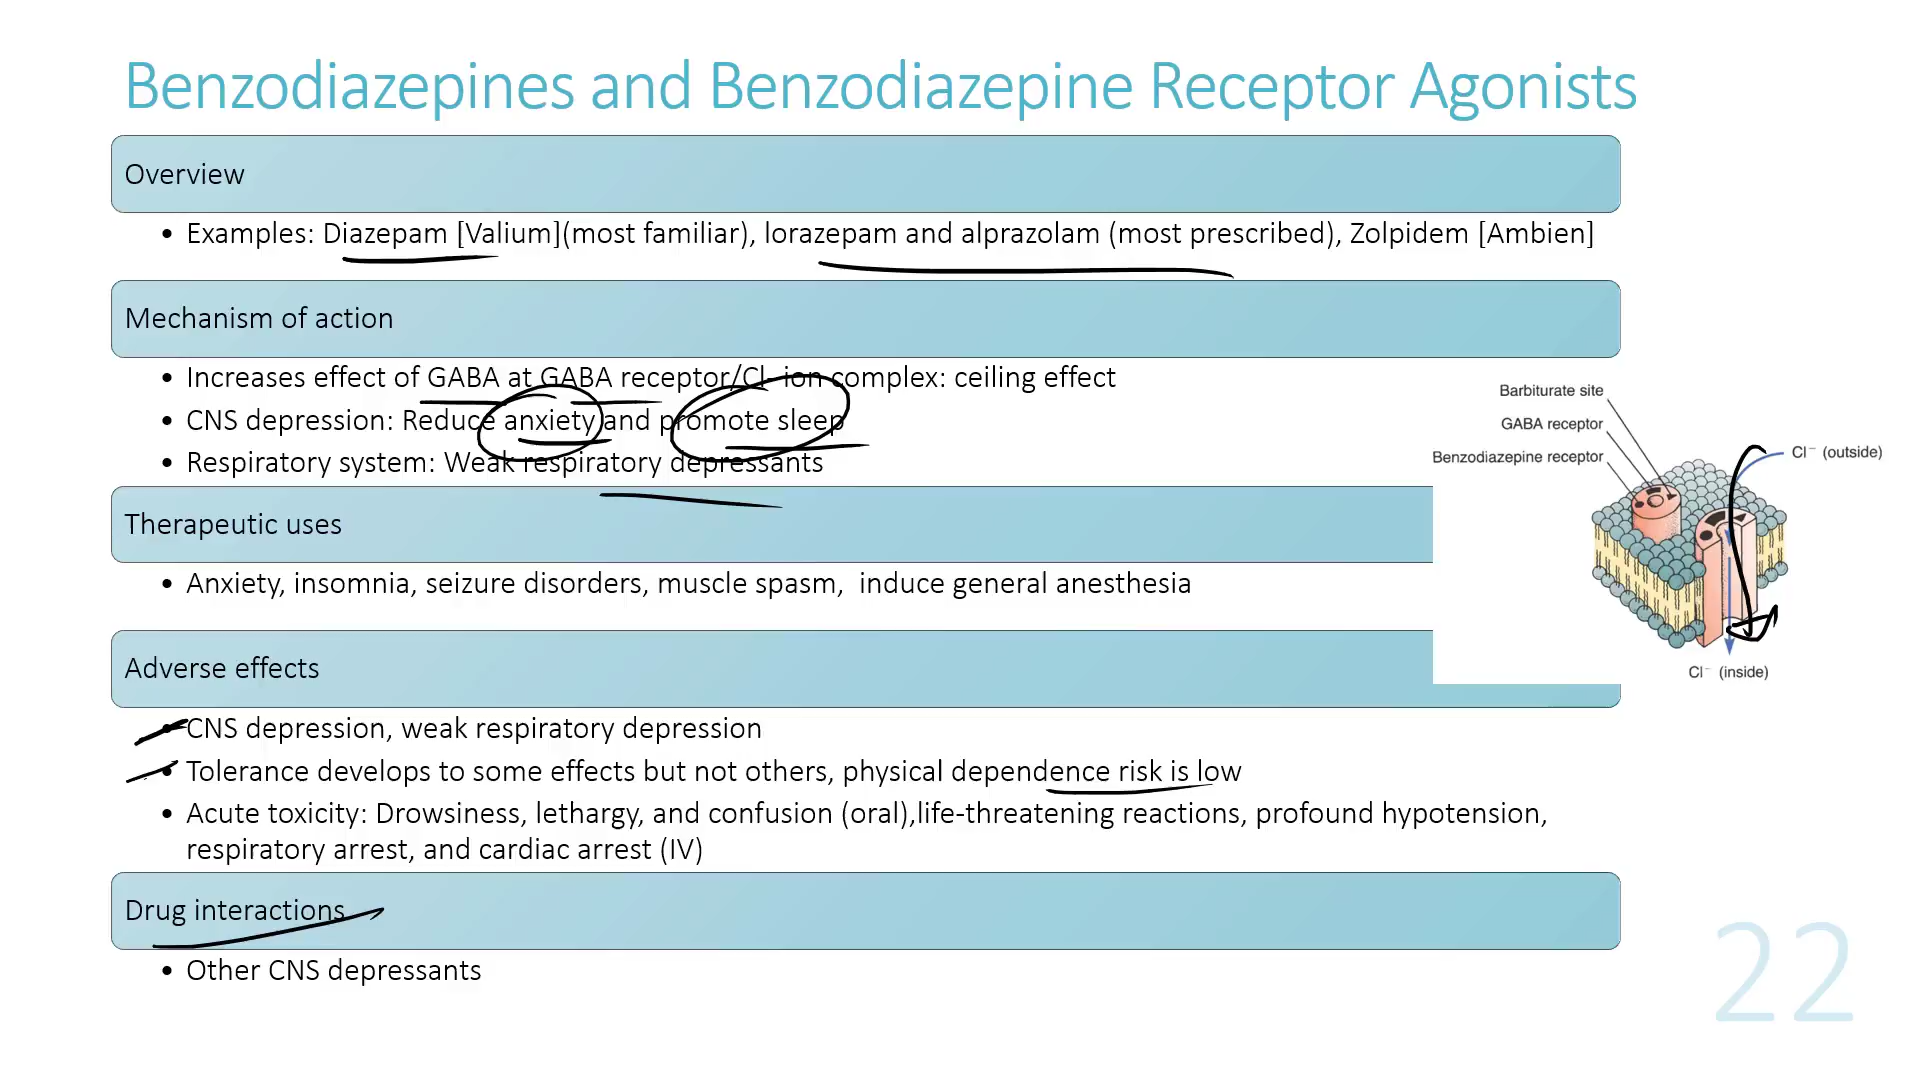 Benzodiazepines and Benzodiazepine Receptor Agonists
Overview
• Examples: Diazepam [Valium](most familiar), lorazepam and alprazolam (most prescribed), Zolpidem [Ambien]
Mechanism of action
• Increases effect of GABA at GABA receptor/Cl- ion complex: ceiling effect
• CNS depression: Reduce anxiety and promote sleep
• Respiratory system: Weak respiratory depressants
Therapeutic uses
• Anxiety, insomnia, seizure disorders, muscle spasm, induce general anesthesia
Adverse effects
• CNS depression, weak respiratory depression
• Tolerance develops to some effects but not others, physical dependence risk is low
• Acute toxicity: Drowsiness, lethargy, and confusion (oral),life-threatening reactions, profound hypotension,
respiratory arrest, and cardiac arrest (IV)
Drug interactions
• Other CNS depressants
Barbiturate site
GABA receptor
Benzodiazepine receptor
Cl⁻ (outside)
Cl⁻ (inside)
22